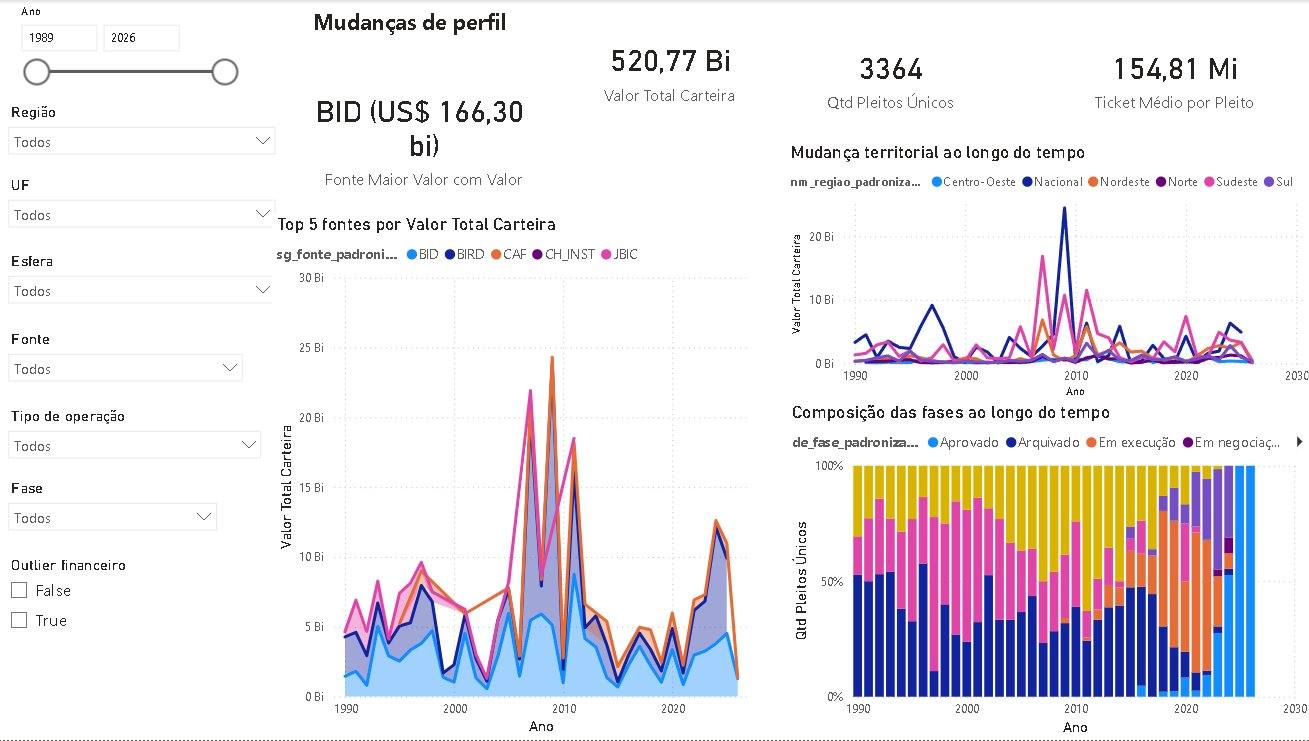 Ano
1989
2026
Região
Todos
UF
Todos
Esfera
Todos
Fonte
Todos
Tipo de operação
Todos
Fase
Todos
Outlier financeiro
False
True
Mudanças de perfil
BID (US$ 166,30
bi)
Fonte Maior Valor com Valor
520,77 Bi
Valor Total Carteira
3364
Qtd Pleitos Únicos
154,81 Mi
Ticket Médio por Pleito
Top 5 fontes por Valor Total Carteira
sg_fonte_padroni... BID BIRD CAF CH_INST JBIC
Valor Total Carteira
30 Bi
25 Bi
20 Bi
15 Bi
10 Bi
5 Bi
0 Bi
1990 2000 2010 2020
Ano
Mudança territorial ao longo do tempo
nm_regiao_padroniza... Centro-Oeste Nacional Nordeste Norte Sudeste Sul
Valor Total Carteira
20 Bi
10 Bi
0 Bi
1990 2000 2010 2020 2030
Ano
Composição das fases ao longo do tempo
de_fase_padroniza... Aprovado Arquivado Em execução Em negociaç...
Qtd Pleitos Únicos
100%
50%
0%
1990 2000 2010 2020 2030
Ano